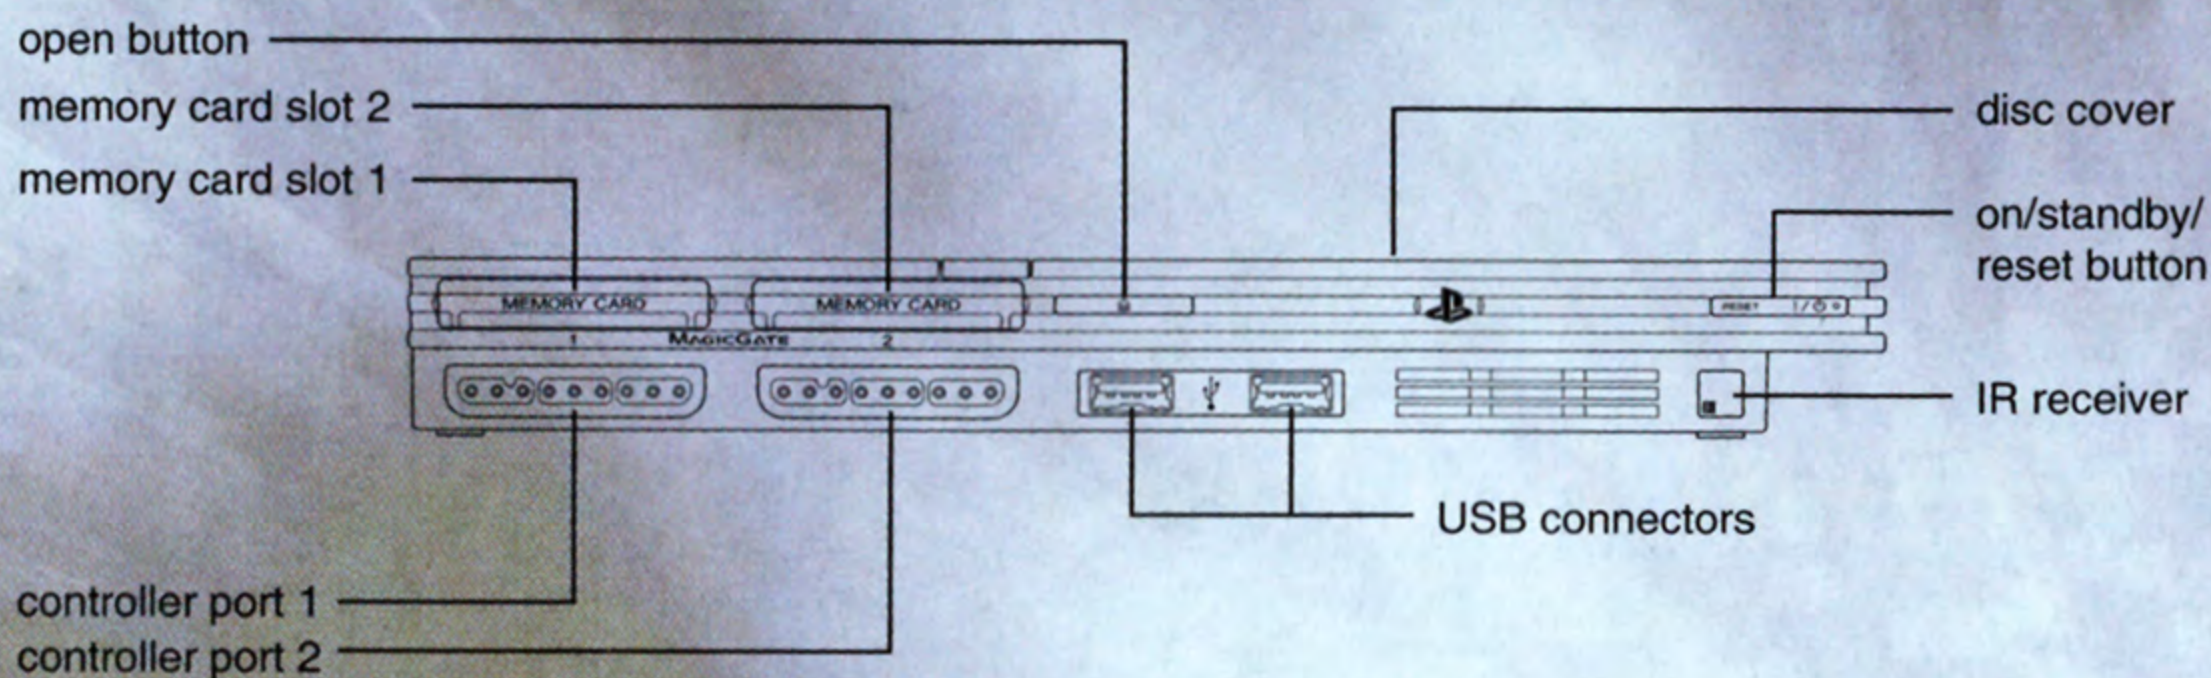 open button
memory card slot 2
memory card slot 1
disc cover
on/standby/
reset button
MEMORY CARD
MEMORY CARD
RESET
1
MAGICGATE
2
IR receiver
USB connectors
controller port 1
controller port 2